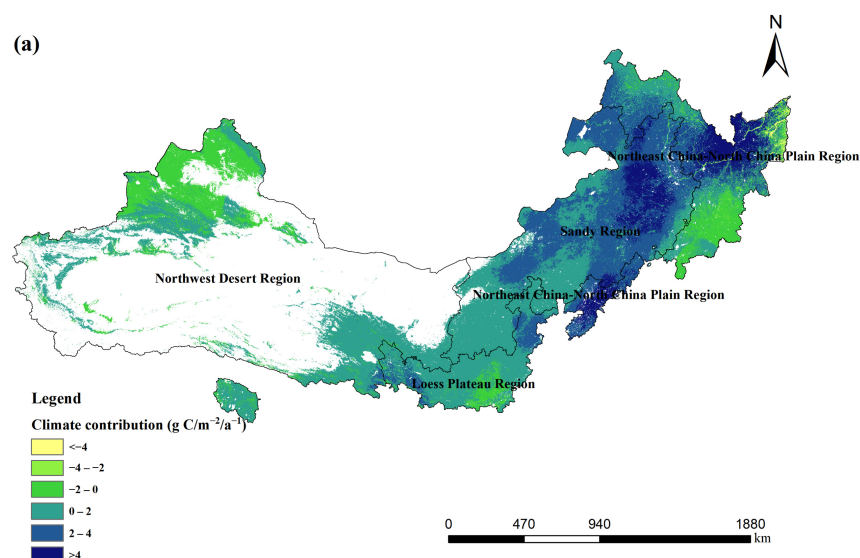 (a)
N
Northeast China-North China Plain Region
Sandy Region
Northwest Desert Region
Northeast China-North China Plain Region
Loess Plateau Region
Legend
Climate contribution (g C/m⁻²/a⁻¹)
<−4
−4 – −2
−2 – 0
0 – 2
2 – 4
>4
0 470 940 1880
km